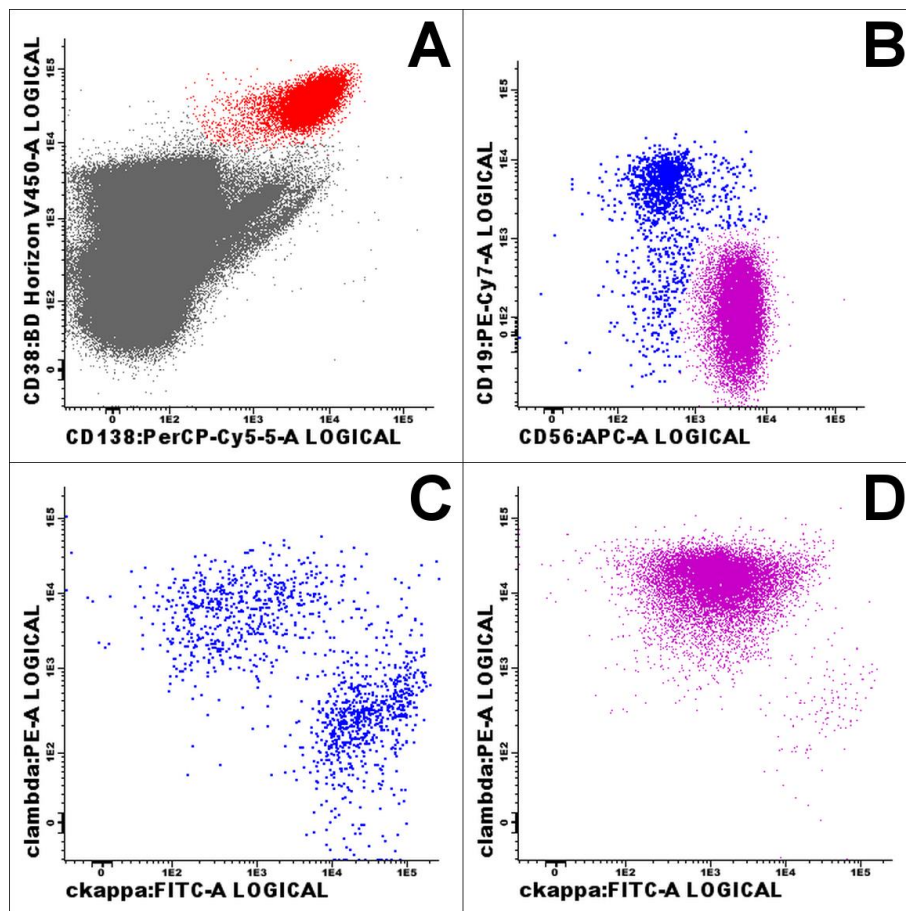 A
CD38:BD Horizon V450-A LOGICAL
1E5
1E4
1E3
1E2
0
0
1E2
1E3
1E4
1E5
CD138:PerCP-Cy5-5-A LOGICAL
B
CD19:PE-Cy7-A LOGICAL
1E5
1E4
1E3
1E2
0
0
1E2
1E3
1E4
1E5
CD56:APC-A LOGICAL
C
clambda:PE-A LOGICAL
1E5
1E4
1E3
1E2
0
0
1E2
1E3
1E4
1E5
ckappa:FITC-A LOGICAL
D
clambda:PE-A LOGICAL
1E5
1E4
1E3
1E2
0
0
1E2
1E3
1E4
1E5
ckappa:FITC-A LOGICAL